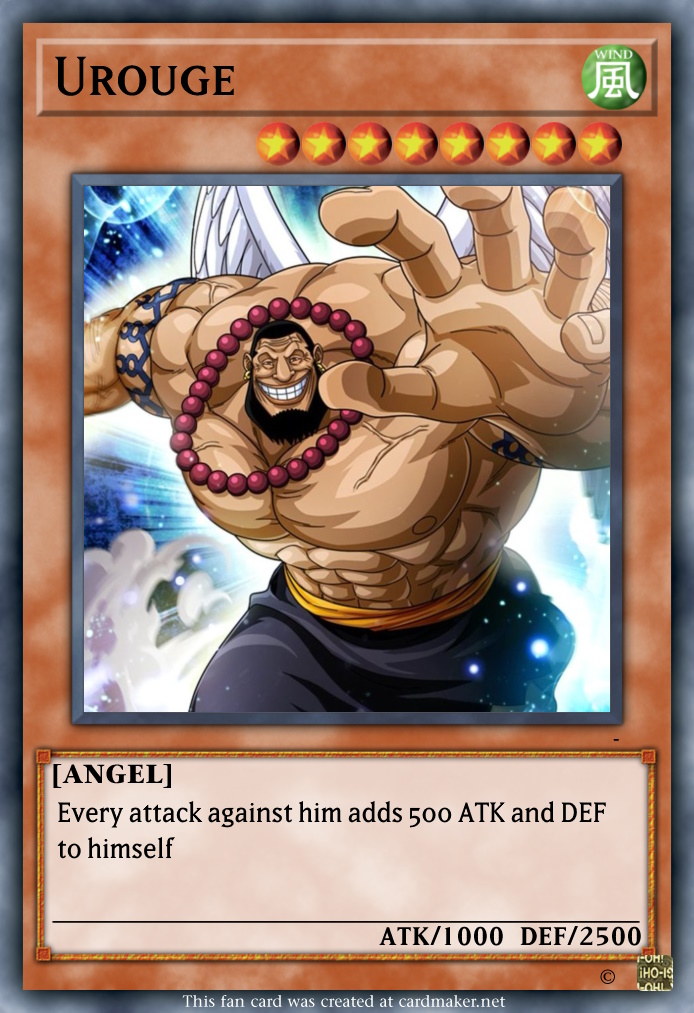 Urouge
WIND
風
[ANGEL]
Every attack against him adds 500 ATK and DEF
to himself
ATK/1000 DEF/2500
©
This fan card was created at cardmaker.net